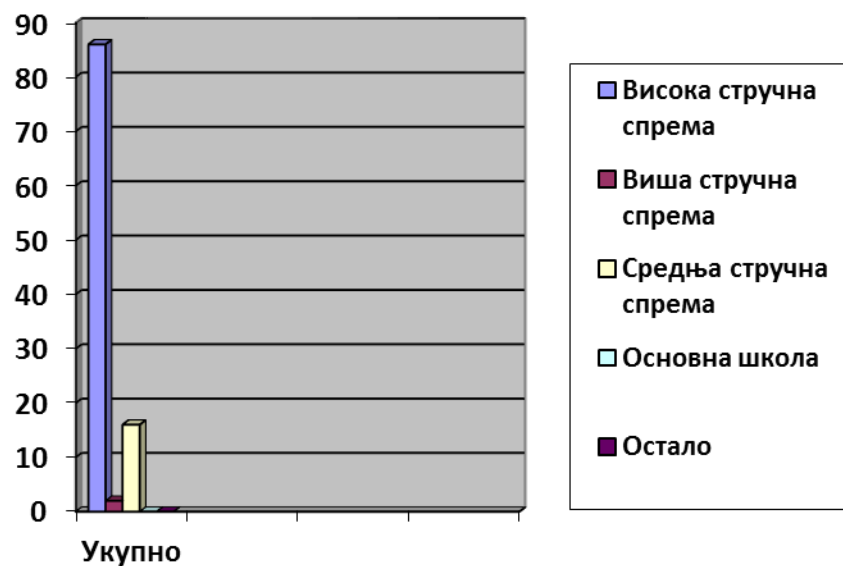 90
80
70
60
50
40
30
20
10
0
Укупно
Висока стручна
спрема
Виша стручна
спрема
Средња стручна
спрема
Основна школа
Остало